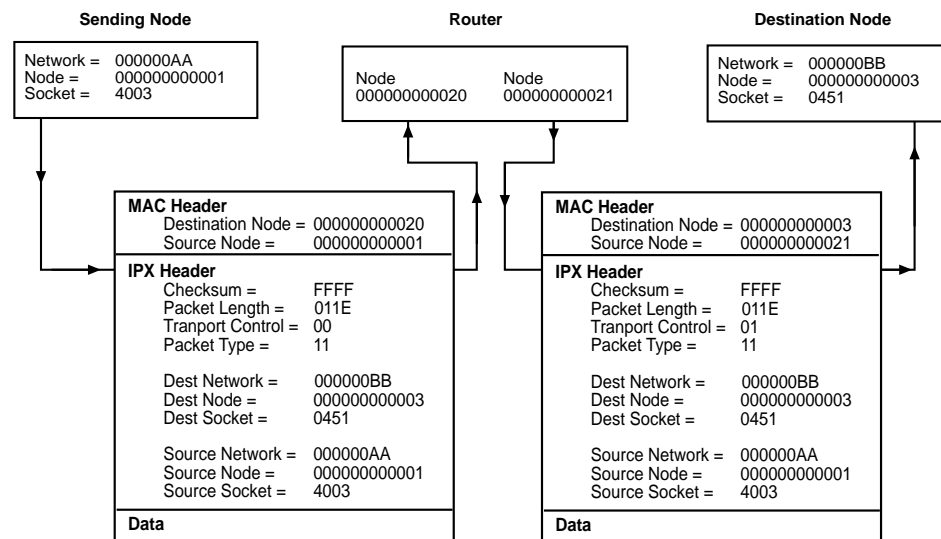 Sending Node
Router
Destination Node
Network = 000000AA
Node = 000000000001
Socket = 4003
Node Node
000000000020 000000000021
Network = 000000BB
Node = 000000000003
Socket = 0451
MAC Header
Destination Node = 000000000020
Source Node = 000000000001
IPX Header
Checksum = FFFF
Packet Length = 011E
Tranport Control = 00
Packet Type = 11
Dest Network = 000000BB
Dest Node = 000000000003
Dest Socket = 0451
Source Network = 000000AA
Source Node = 000000000001
Source Socket = 4003
Data
MAC Header
Destination Node = 000000000003
Source Node = 000000000021
IPX Header
Checksum = FFFF
Packet Length = 011E
Tranport Control = 01
Packet Type = 11
Dest Network = 000000BB
Dest Node = 000000000003
Dest Socket = 0451
Source Network = 000000AA
Source Node = 000000000001
Source Socket = 4003
Data